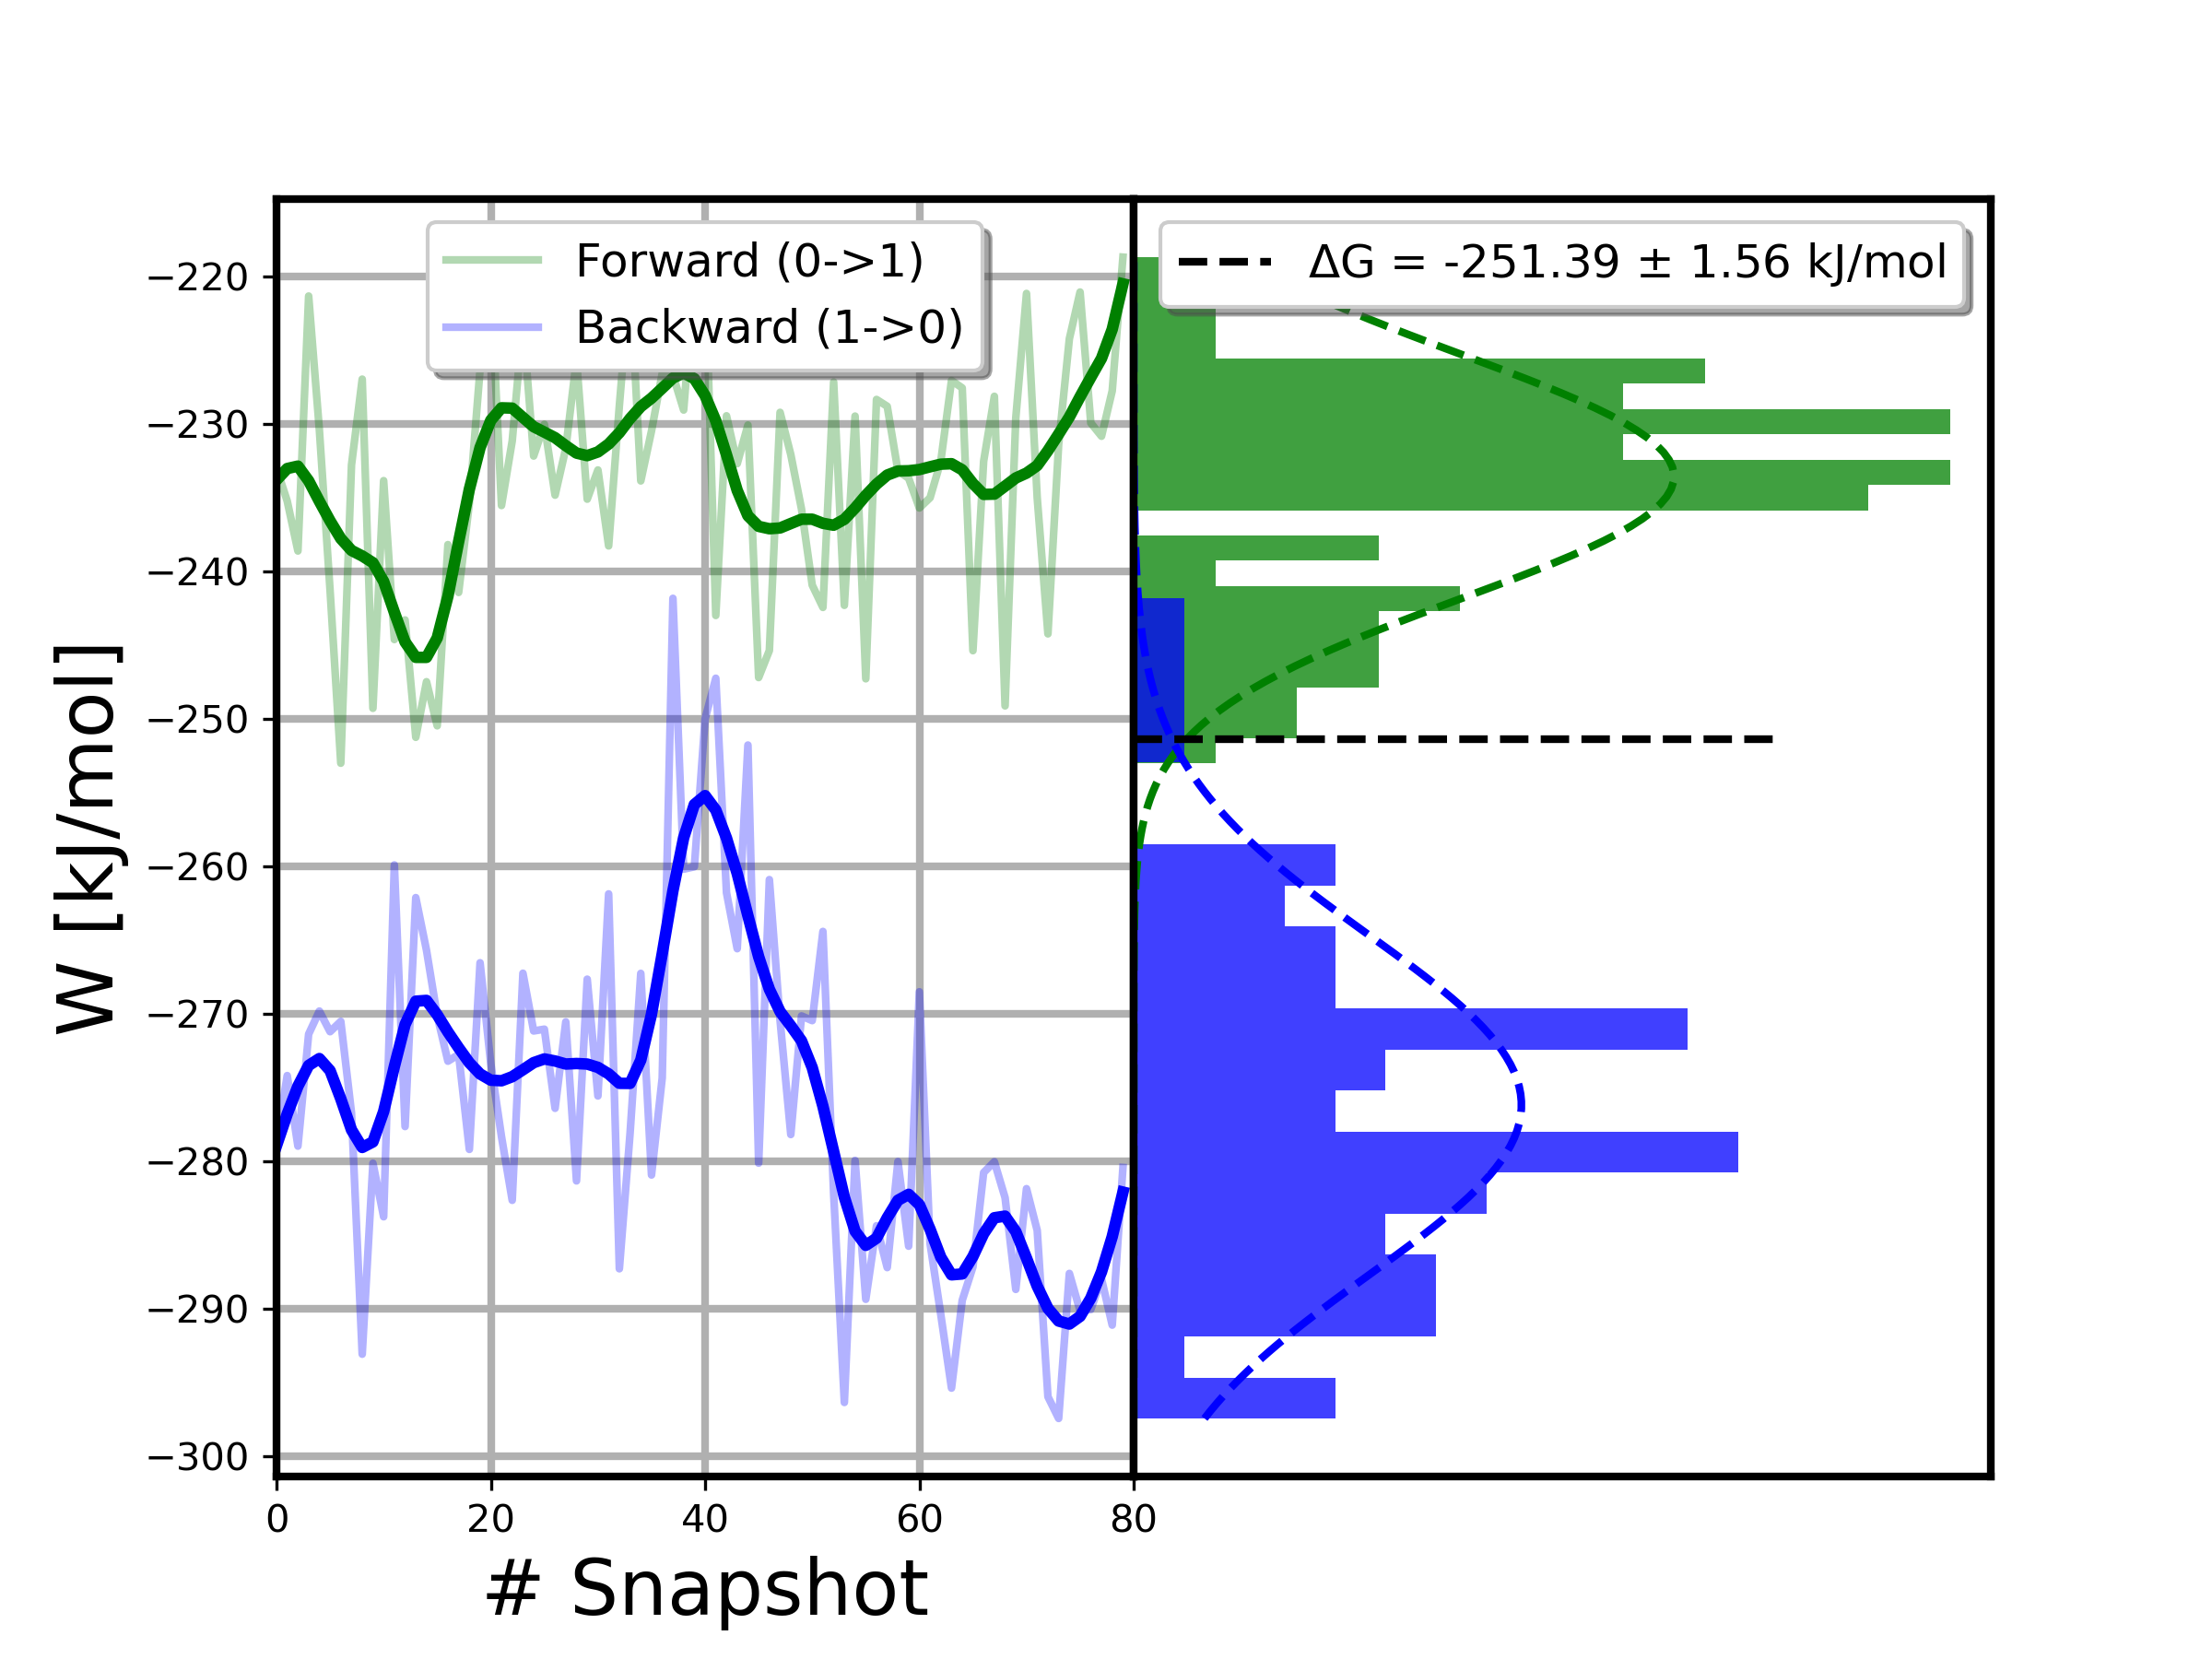 Forward (0->1)
Backward (1->0)
ΔG = -251.39 ± 1.56 kJ/mol
W [kJ/mol]
−220
−230
−240
−250
−260
−270
−280
−290
−300
0 20 40 60 80
# Snapshot